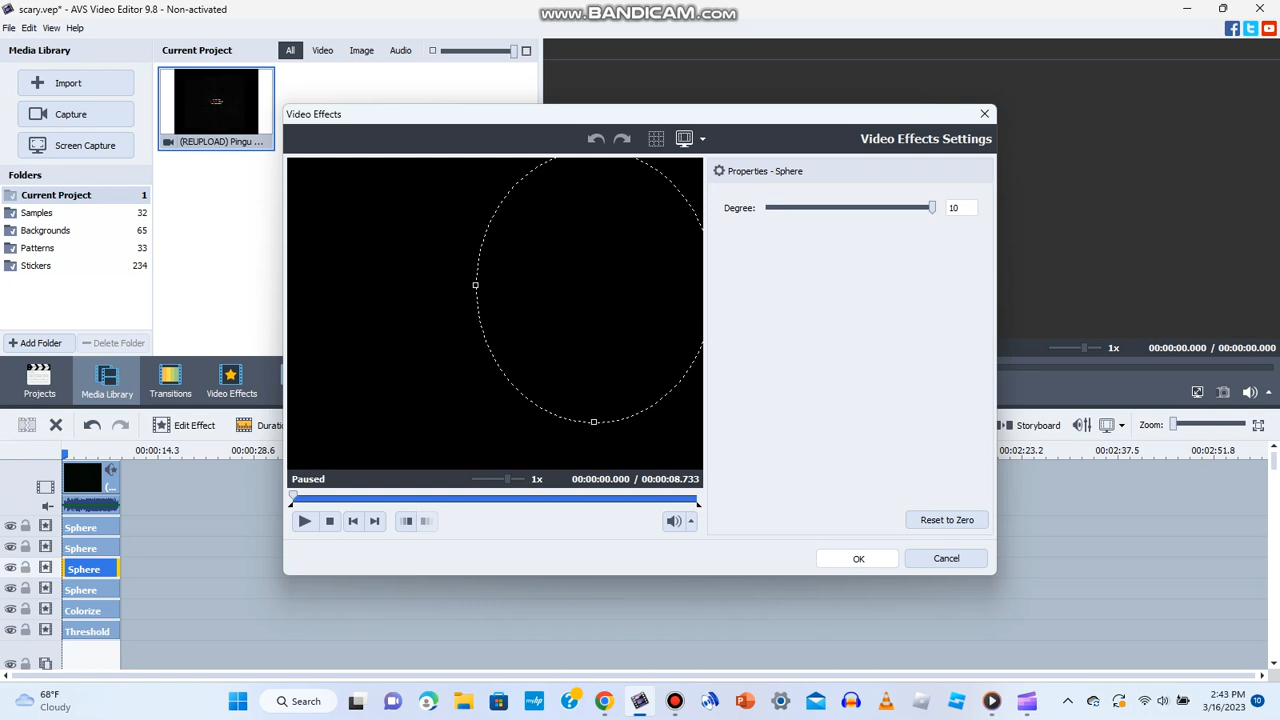 scary.vep* - AVS Video Editor 9.8 - Non-activated
www.BANDICAM.com
File Edit View Help
Media Library
Current Project
All Video Image Audio
Import
Capture
Screen Capture
(REUPLOAD) Pingu ...
Folders
Current Project 1
Samples 32
Backgrounds 65
Patterns 33
Stickers 234
+ Add Folder
- Delete Folder
Video Effects
Video Effects Settings
Properties - Sphere
Degree: 10
Paused 1x 00:00:00.000 / 00:00:08.733
Reset to Zero
OK Cancel
1x 00:00:00.000 / 00:00:00.000
Projects Media Library Transitions Video Effects
Edit Effect Duratio
Storyboard Zoom:
00:00:14.3 00:00:28.6 00:02:23.2 00:02:37.5 00:02:51.8
(...
Sphere
Sphere
Sphere
Sphere
Colorize
Threshold
68°F
Cloudy
Search
2:43 PM
3/16/2023
10